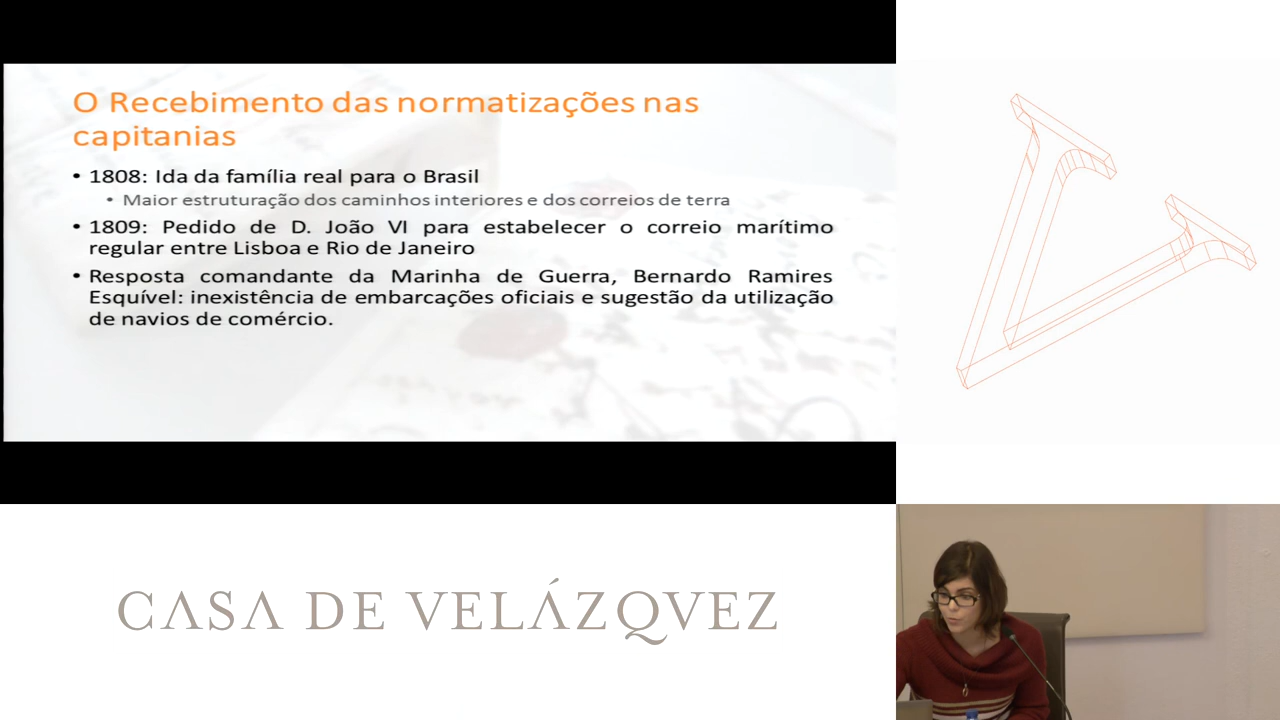 O Recebimento das normatizações nas
capitanias
• 1808: Ida da família real para o Brasil
• Maior estruturação dos caminhos interiores e dos correios de terra
• 1809: Pedido de D. João VI para estabelecer o correio marítimo
regular entre Lisboa e Rio de Janeiro
• Resposta comandante da Marinha de Guerra, Bernardo Ramires
Esquível: inexistência de embarcações oficiais e sugestão da utilização
de navios de comércio.
CASA DE VELÁZQVEZ